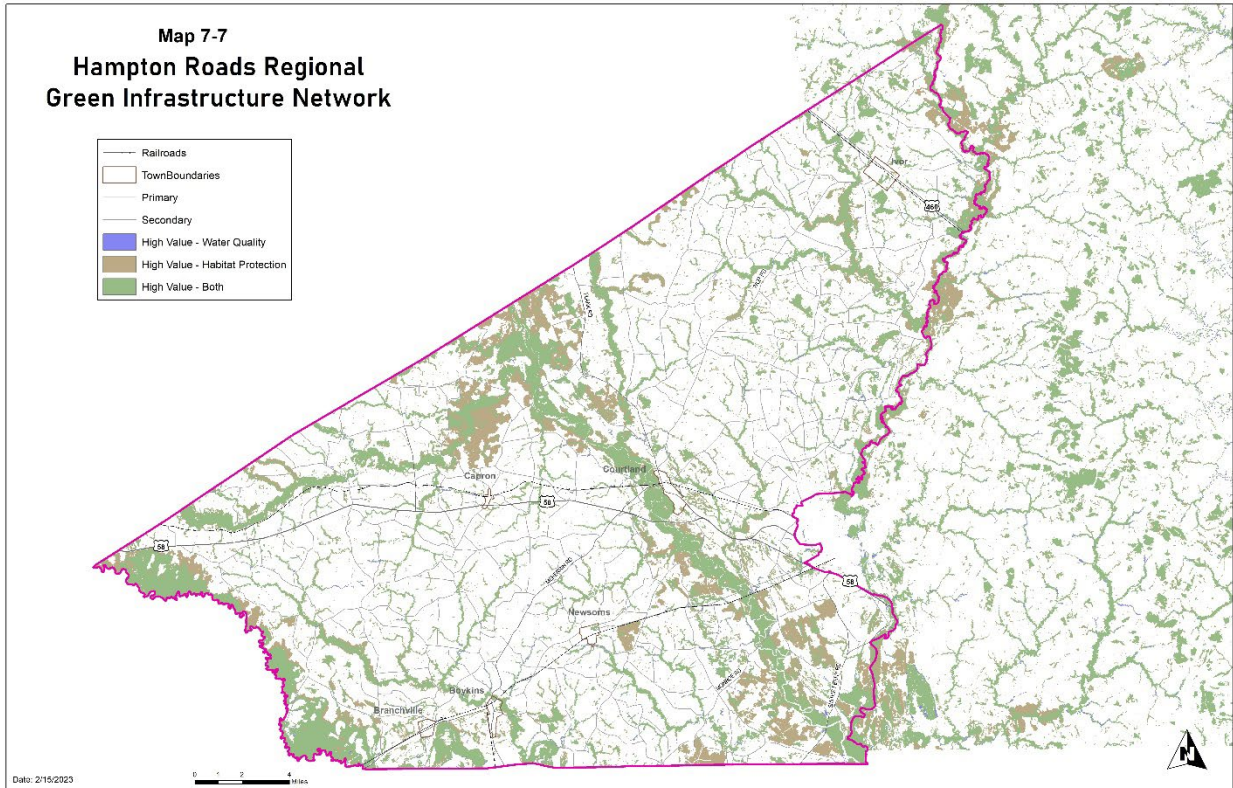 Map 7-7
Hampton Roads Regional
Green Infrastructure Network
Railroads
TownBoundaries
Primary
Secondary
High Value - Water Quality
High Value - Habitat Protection
High Value - Both
Ivor
460
Courtland
Capron
58
58
58
Newsoms
Boykins
Branchville
N
Date: 2/15/2023
0 2 4
Miles